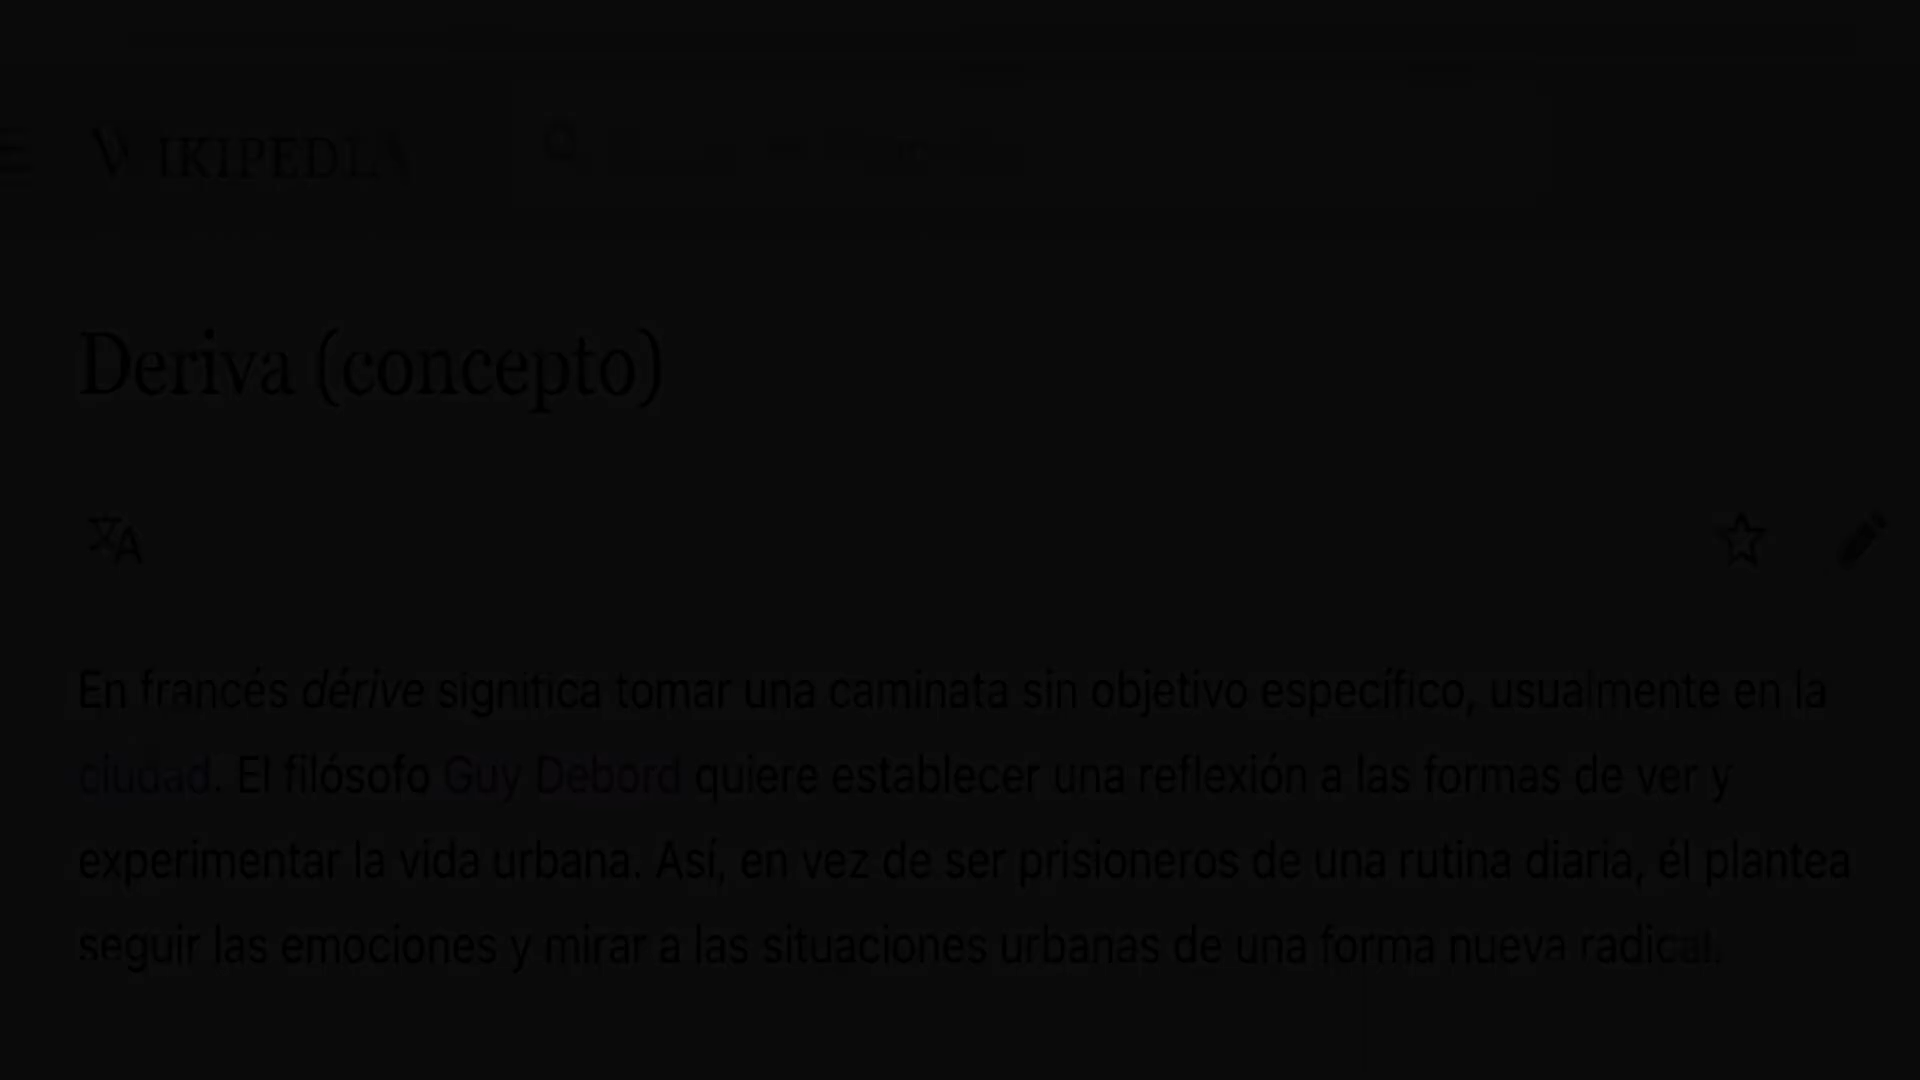 WIKIPEDIA
Deriva (concepto)
En francés dérive significa tomar una caminata sin objetivo específico, usualmente en la
ciudad. El filósofo Guy Debord quiere establecer una reflexión a las formas de ver y
experimentar la vida urbana. Así, en vez de ser prisioneros de una rutina diaria, él plantea
seguir las emociones y mirar a las situaciones urbanas de una forma nueva radical.